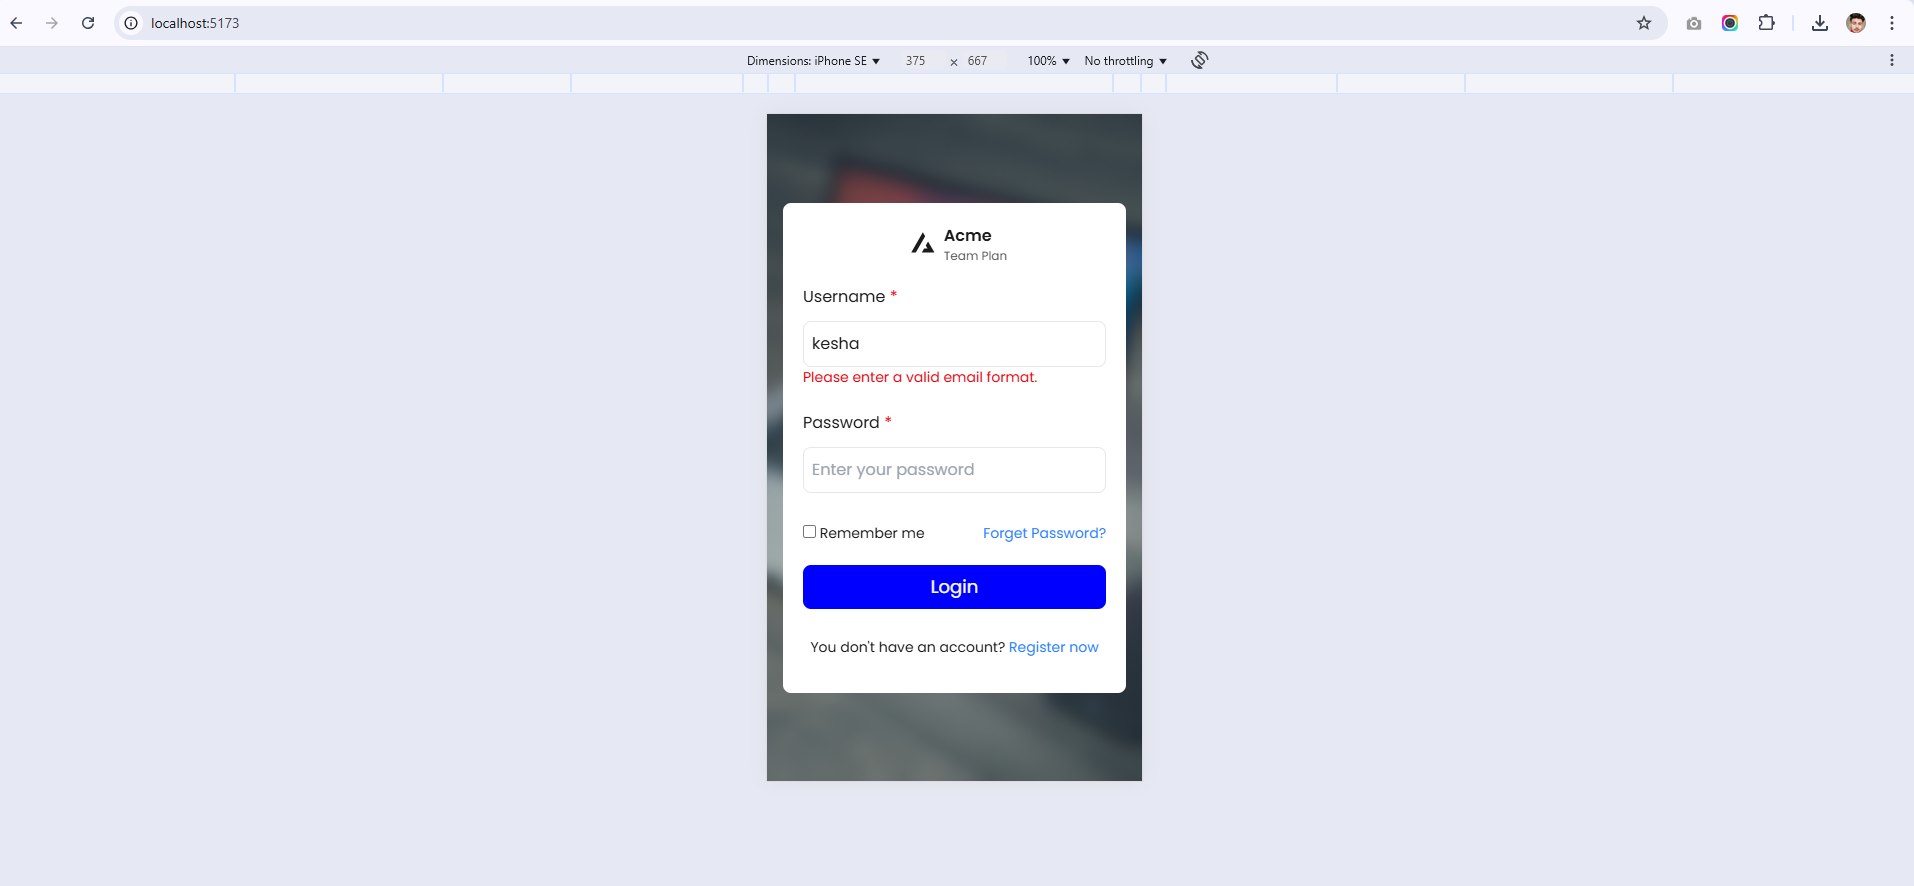 localhost:5173
Dimensions: iPhone SE 375 × 667 100% No throttling
Acme
Team Plan
Username *
kesha
Please enter a valid email format.
Password *
Enter your password
Remember me Forget Password?
Login
You don't have an account? Register now